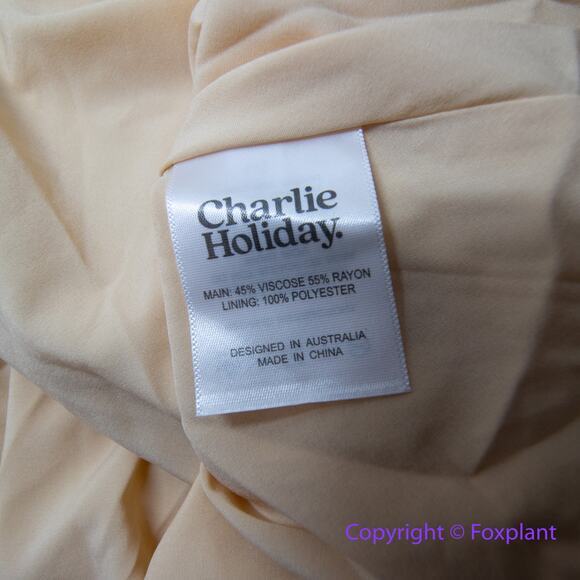 Charlie
Holiday.
MAIN: 45% VISCOSE 55% RAYON
LINING: 100% POLYESTER
DESIGNED IN AUSTRALIA
MADE IN CHINA
Copyright © Foxplant